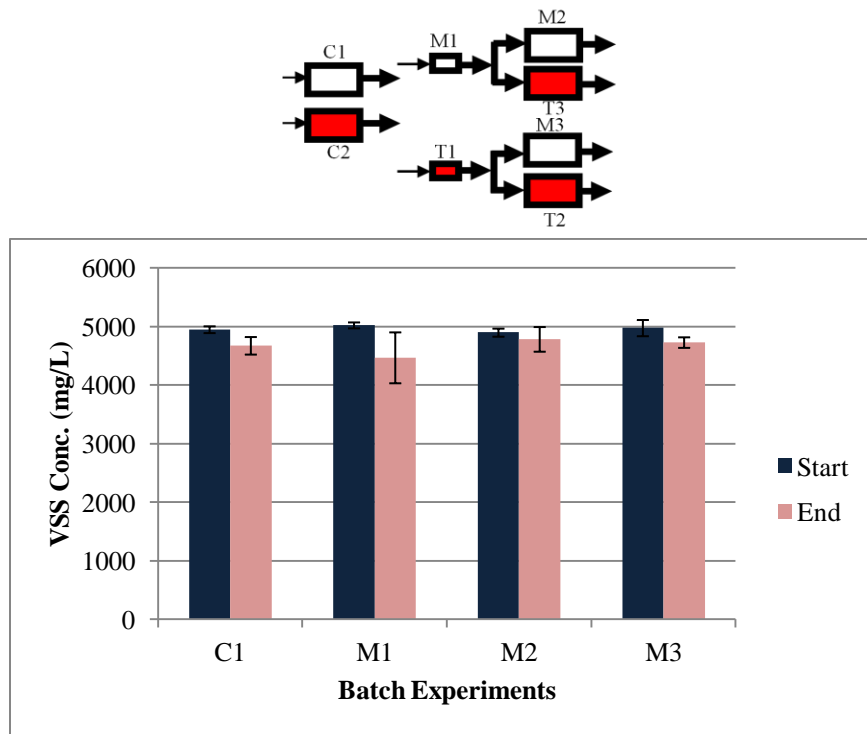 C1
C2
M1
M2
T3
M3
T1
T2
VSS Conc. (mg/L)
6000
5000
4000
3000
2000
1000
0
C1 M1 M2 M3
Batch Experiments
Start
End